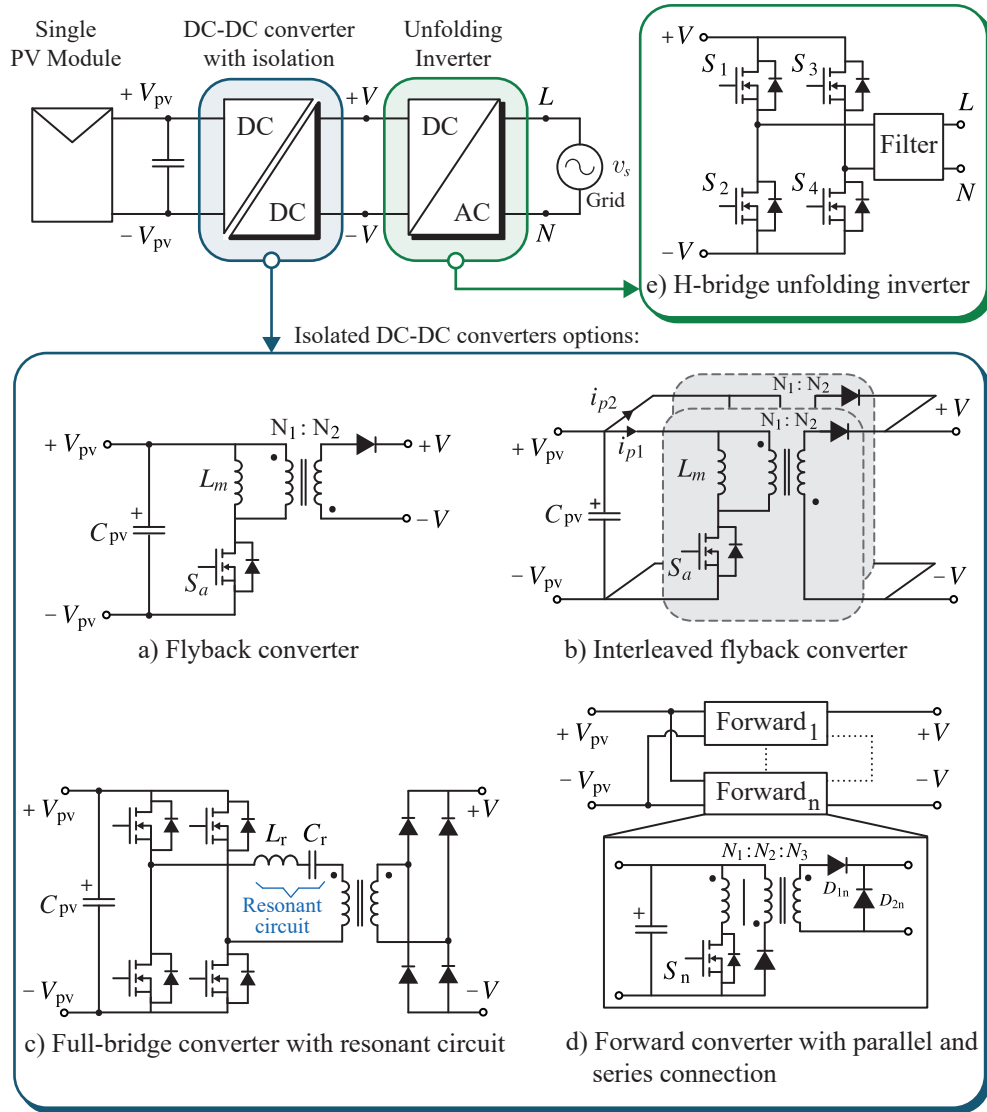 Single
PV Module
DC-DC converter
with isolation
Unfolding
Inverter
+ Vpv
− Vpv
DC
DC
+V
−V
DC
AC
L
N
vs
Grid
+V
−V
S1
S3
S2
S4
Filter
L
N
e) H-bridge unfolding inverter
Isolated DC-DC converters options:
+ Vpv
− Vpv
Cpv
+
Lm
Sa
N1 : N2
+V
−V
a) Flyback converter
+ Vpv
− Vpv
Cpv
+
ip2
ip1
N1 : N2
N1 : N2
Lm
Sa
+ V
− V
b) Interleaved flyback converter
+ Vpv
− Vpv
Cpv
+
Lr
Cr
Resonant
circuit
+V
−V
c) Full-bridge converter with resonant circuit
+ Vpv
− Vpv
Forward1
Forwardn
+V
−V
N1 : N2 : N3
+
Sn
D1n
D2n
d) Forward converter with parallel and
series connection